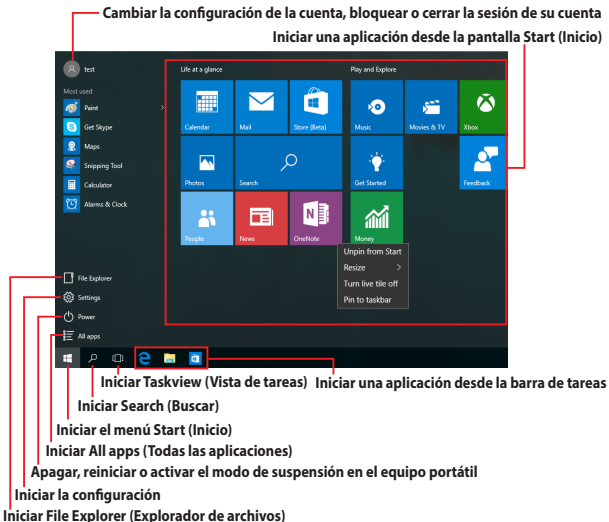 Cambiar la configuración de la cuenta, bloquear o cerrar la sesión de su cuenta
Iniciar una aplicación desde la pantalla Start (Inicio)
test
Life at a glance
Play and Explore
Most used
Paint
Get Skype
Maps
Snipping Tool
Calculator
Alarms & Clock
Calendar
Mail
Store (Beta)
Music
Movies & TV
Xbox
Photos
Search
Get Started
Feedback
People
News
OneNote
Money
Unpin from Start
Resize
Turn live tile off
Pin to taskbar
File Explorer
Settings
Power
All apps
Iniciar Taskview (Vista de tareas)
Iniciar una aplicación desde la barra de tareas
Iniciar Search (Buscar)
Iniciar el menú Start (Inicio)
Iniciar All apps (Todas las aplicaciones)
Apagar, reiniciar o activar el modo de suspensión en el equipo portátil
Iniciar la configuración
Iniciar File Explorer (Explorador de archivos)